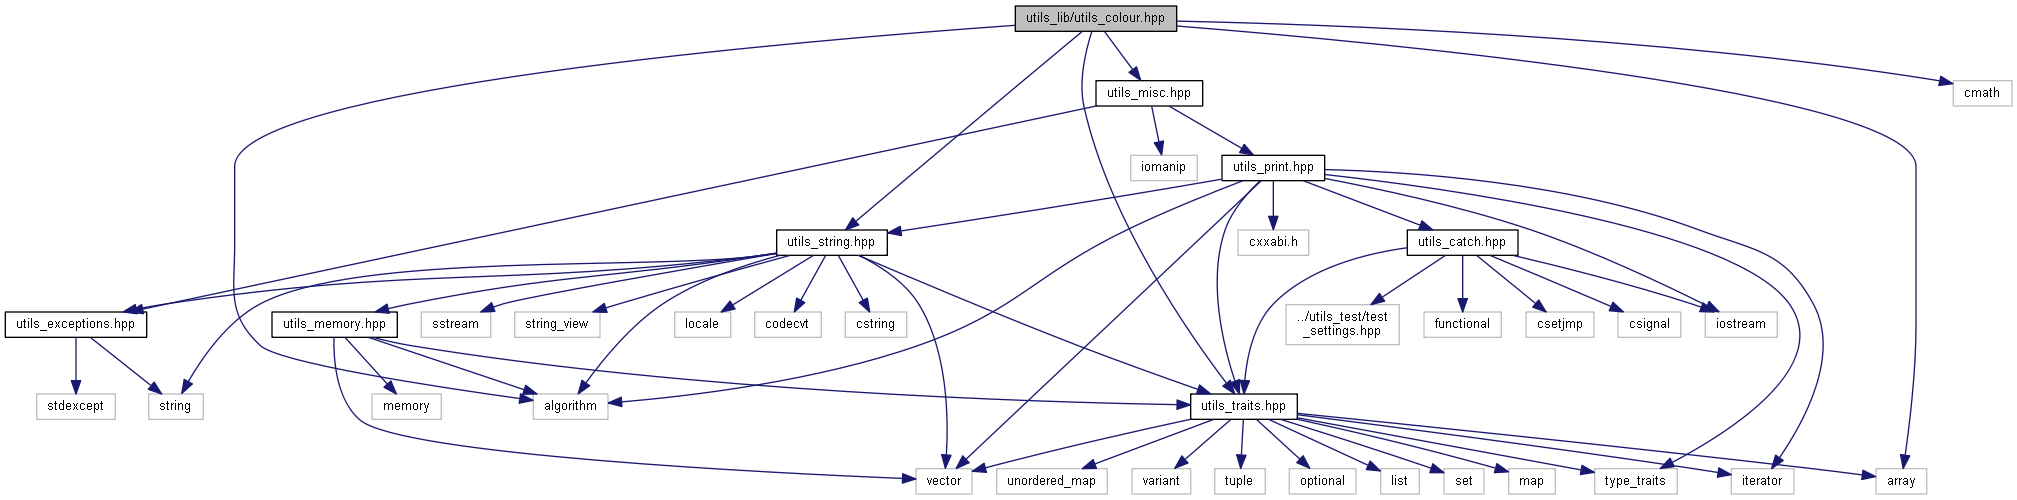 utils_lib/utils_colour.hpp
utils_misc.hpp
cmath
iomanip
utils_print.hpp
utils_string.hpp
cxxabi.h
utils_catch.hpp
utils_exceptions.hpp
utils_memory.hpp
sstream
string_view
locale
codecvt
cstring
../utils_test/test
_settings.hpp
functional
csetjmp
csignal
iostream
stdexcept
string
memory
algorithm
utils_traits.hpp
vector
unordered_map
variant
tuple
optional
list
set
map
type_traits
iterator
array